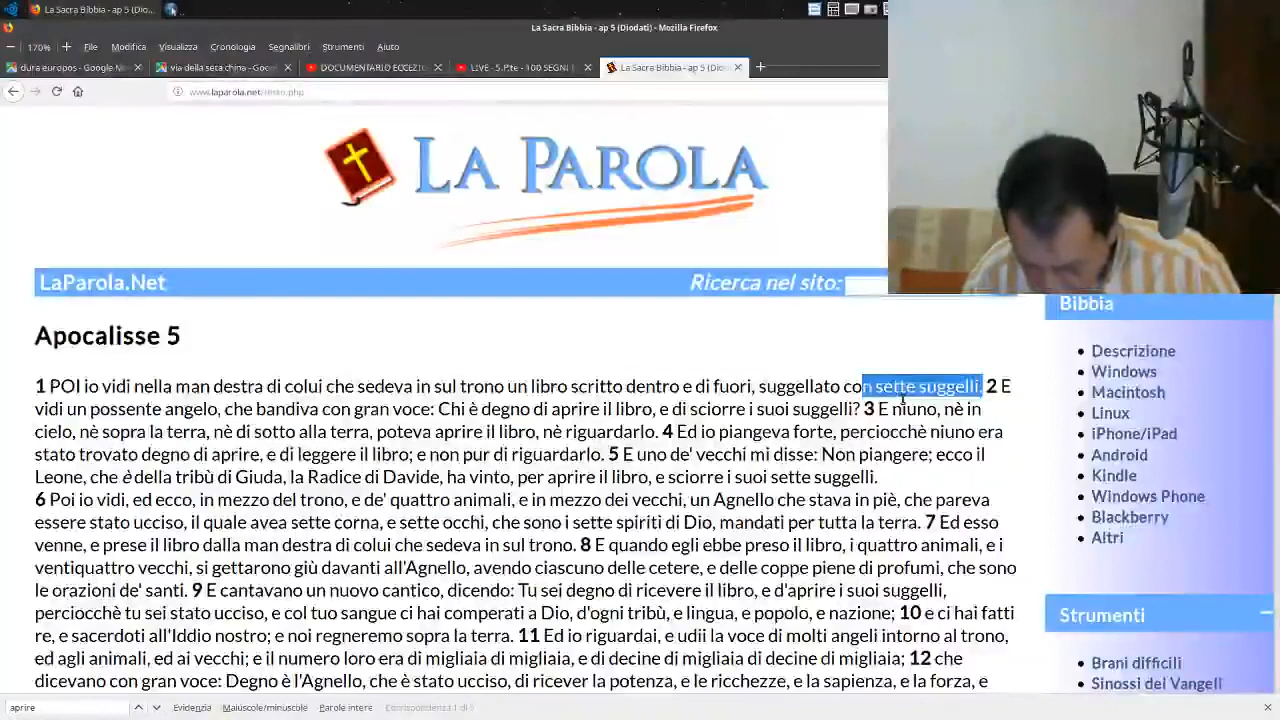 La Sacra Bibbia - ap 5 (Dio
La Sacra Bibbia - ap 5 (Diodati) - Mozilla Firefox
170% File Modifica Visualizza Cronologia Segnalibri Strumenti Aiuto
dura europos - Google
via della seta china - Goo
DOCUMENTARIO ECCEZIO
LIVE - 5.P.te - 100 SEGNI
La Sacra Bibbia - ap 5 (Dio
www.laparola.net/testo.php
LA PAROLA
LaParola.Net
Ricerca nel sito:
Apocalisse 5
1 POI io vidi nella man destra di colui che sedeva in sul trono un libro scritto dentro e di fuori, suggellato con sette suggelli. 2 E
vidi un possente angelo, che bandiva con gran voce: Chi è degno di aprire il libro, e di sciorre i suoi suggelli? 3 E niuno, nè in
cielo, nè sopra la terra, nè di sotto alla terra, poteva aprire il libro, nè riguardarlo. 4 Ed io piangeva forte, perciocchè niuno era
stato trovato degno di aprire, e di leggere il libro; e non pur di riguardarlo. 5 E uno de' vecchi mi disse: Non piangere; ecco il
Leone, che è della tribù di Giuda, la Radice di Davide, ha vinto, per aprire il libro, e sciorre i suoi sette suggelli.
6 Poi io vidi, ed ecco, in mezzo del trono, e de' quattro animali, e in mezzo dei vecchi, un Agnello che stava in piè, che pareva
essere stato ucciso, il quale avea sette corna, e sette occhi, che sono i sette spiriti di Dio, mandati per tutta la terra. 7 Ed esso
venne, e prese il libro dalla man destra di colui che sedeva in sul trono. 8 E quando egli ebbe preso il libro, i quattro animali, e i
ventiquattro vecchi, si gettarono giù davanti all'Agnello, avendo ciascuno delle cetere, e delle coppe piene di profumi, che sono
le orazioni de' santi. 9 E cantavano un nuovo cantico, dicendo: Tu sei degno di ricevere il libro, e d'aprire i suoi suggelli,
perciocchè tu sei stato ucciso, e col tuo sangue ci hai comperati a Dio, d'ogni tribù, e lingua, e popolo, e nazione; 10 e ci hai fatti
re, e sacerdoti all'Iddio nostro; e noi regneremo sopra la terra. 11 Ed io riguardai, e udii la voce di molti angeli intorno al trono,
ed agli animali, ed ai vecchi; e il numero loro era di migliaia di migliaia, e di decine di migliaia di decine di migliaia; 12 che
dicevano con gran voce: Degno è l'Agnello, che è stato ucciso, di ricever la potenza, e le ricchezze, e la sapienza, e la forza, e
Bibbia
Descrizione
Windows
Macintosh
Linux
iPhone/iPad
Android
Kindle
Windows Phone
Blackberry
Altri
Strumenti
Brani difficili
Sinossi dei Vangeli
aprire Evidenzia Maiuscole/minuscole Parole intere Corrispondenza 1 di